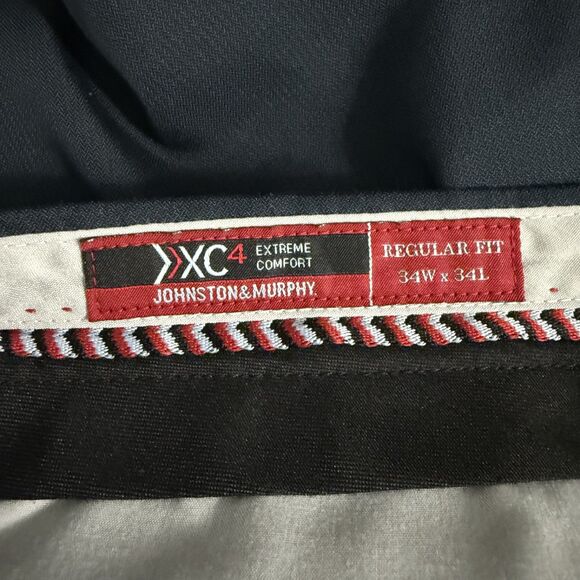 XC4 EXTREME
COMFORT
JOHNSTON&MURPHY
REGULAR FIT
34W x 34L